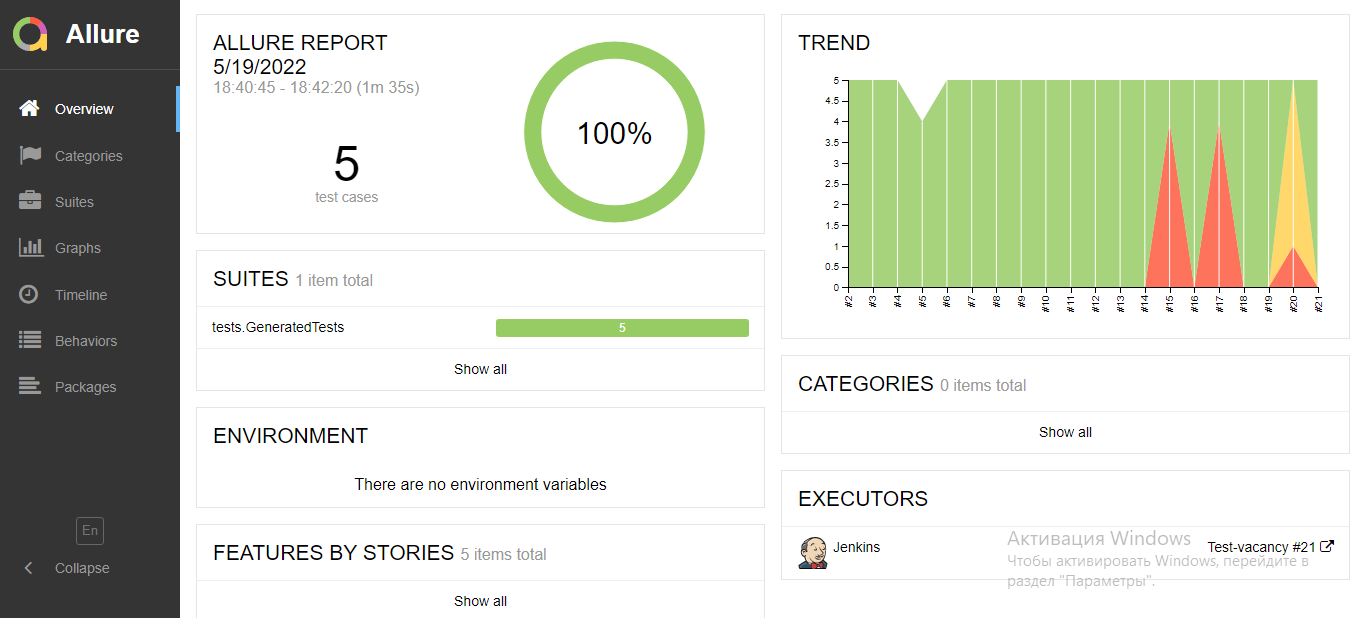 Allure
Overview
Categories
Suites
Graphs
Timeline
Behaviors
Packages
En
Collapse
ALLURE REPORT
5/19/2022
18:40:45 - 18:42:20 (1m 35s)
5
test cases
100%
SUITES 1 item total
tests.GeneratedTests 5
Show all
ENVIRONMENT
There are no environment variables
FEATURES BY STORIES 5 items total
Show all
TREND
5
4.5
4
3.5
3
2.5
2
1.5
1
0.5
0
#2 #3 #4 #5 #6 #7 #8 #9 #10 #11 #12 #13 #14 #15 #16 #17 #18 #19 #20 #21
CATEGORIES 0 items total
Show all
EXECUTORS
Jenkins Test-vacancy #21
Активация Windows
Чтобы активировать Windows, перейдите в
раздел "Параметры".